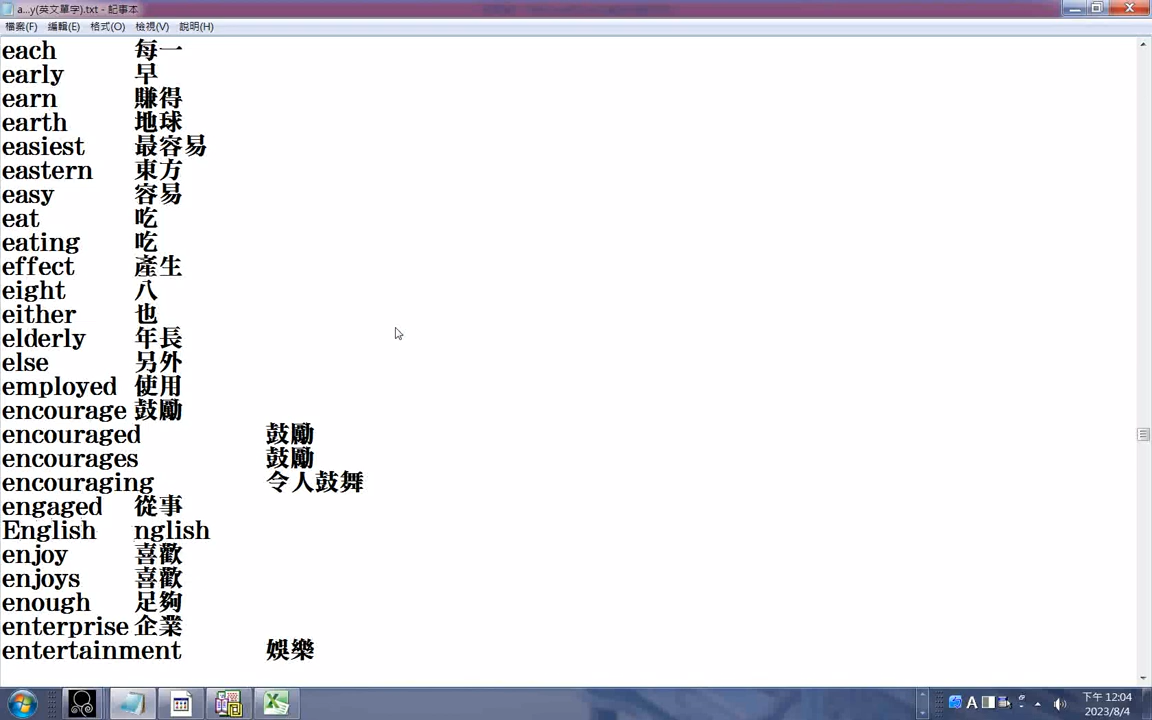 a...y(英文單字).txt - 記事本
檔案(F) 編輯(E) 格式(O) 檢視(V) 說明(H)
each 每一
early 早
earn 賺得
earth 地球
easiest 最容易
eastern 東方
easy 容易
eat 吃
eating 吃
effect 產生
eight 八
either 也
elderly 年長
else 另外
employed 使用
encourage 鼓勵
encouraged 鼓勵
encourages 鼓勵
encouraging 令人鼓舞
engaged 從事
English nglish
enjoy 喜歡
enjoys 喜歡
enough 足夠
enterprise 企業
entertainment 娛樂
A
下午 12:04
2023/8/4